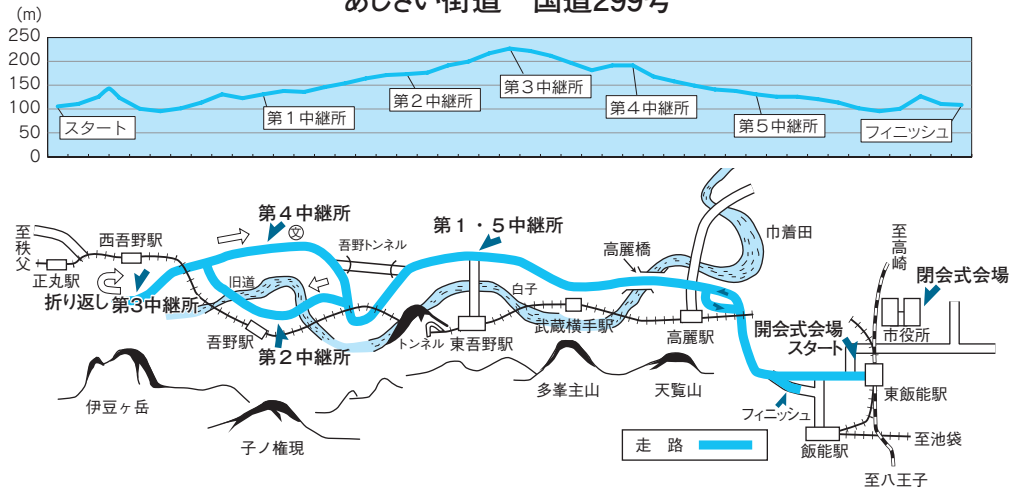 あじさい街道 国道299号
(m)
250
200
150
100
50
0
スタート
第1中継所
第2中継所
第3中継所
第4中継所
第5中継所
フィニッシュ
至秩父
正丸駅
西吾野駅
折り返し
第3中継所
第4中継所
文
旧道
吾野駅
第2中継所
吾野トンネル
トンネル
第1・5中継所
東吾野駅
白子
武蔵横手駅
高麗橋
高麗駅
巾着田
至高崎
閉会式会場
市役所
開会式会場
スタート
東飯能駅
フィニッシュ
飯能駅
至池袋
至八王子
伊豆ヶ岳
子ノ権現
多峯主山
天覧山
走路